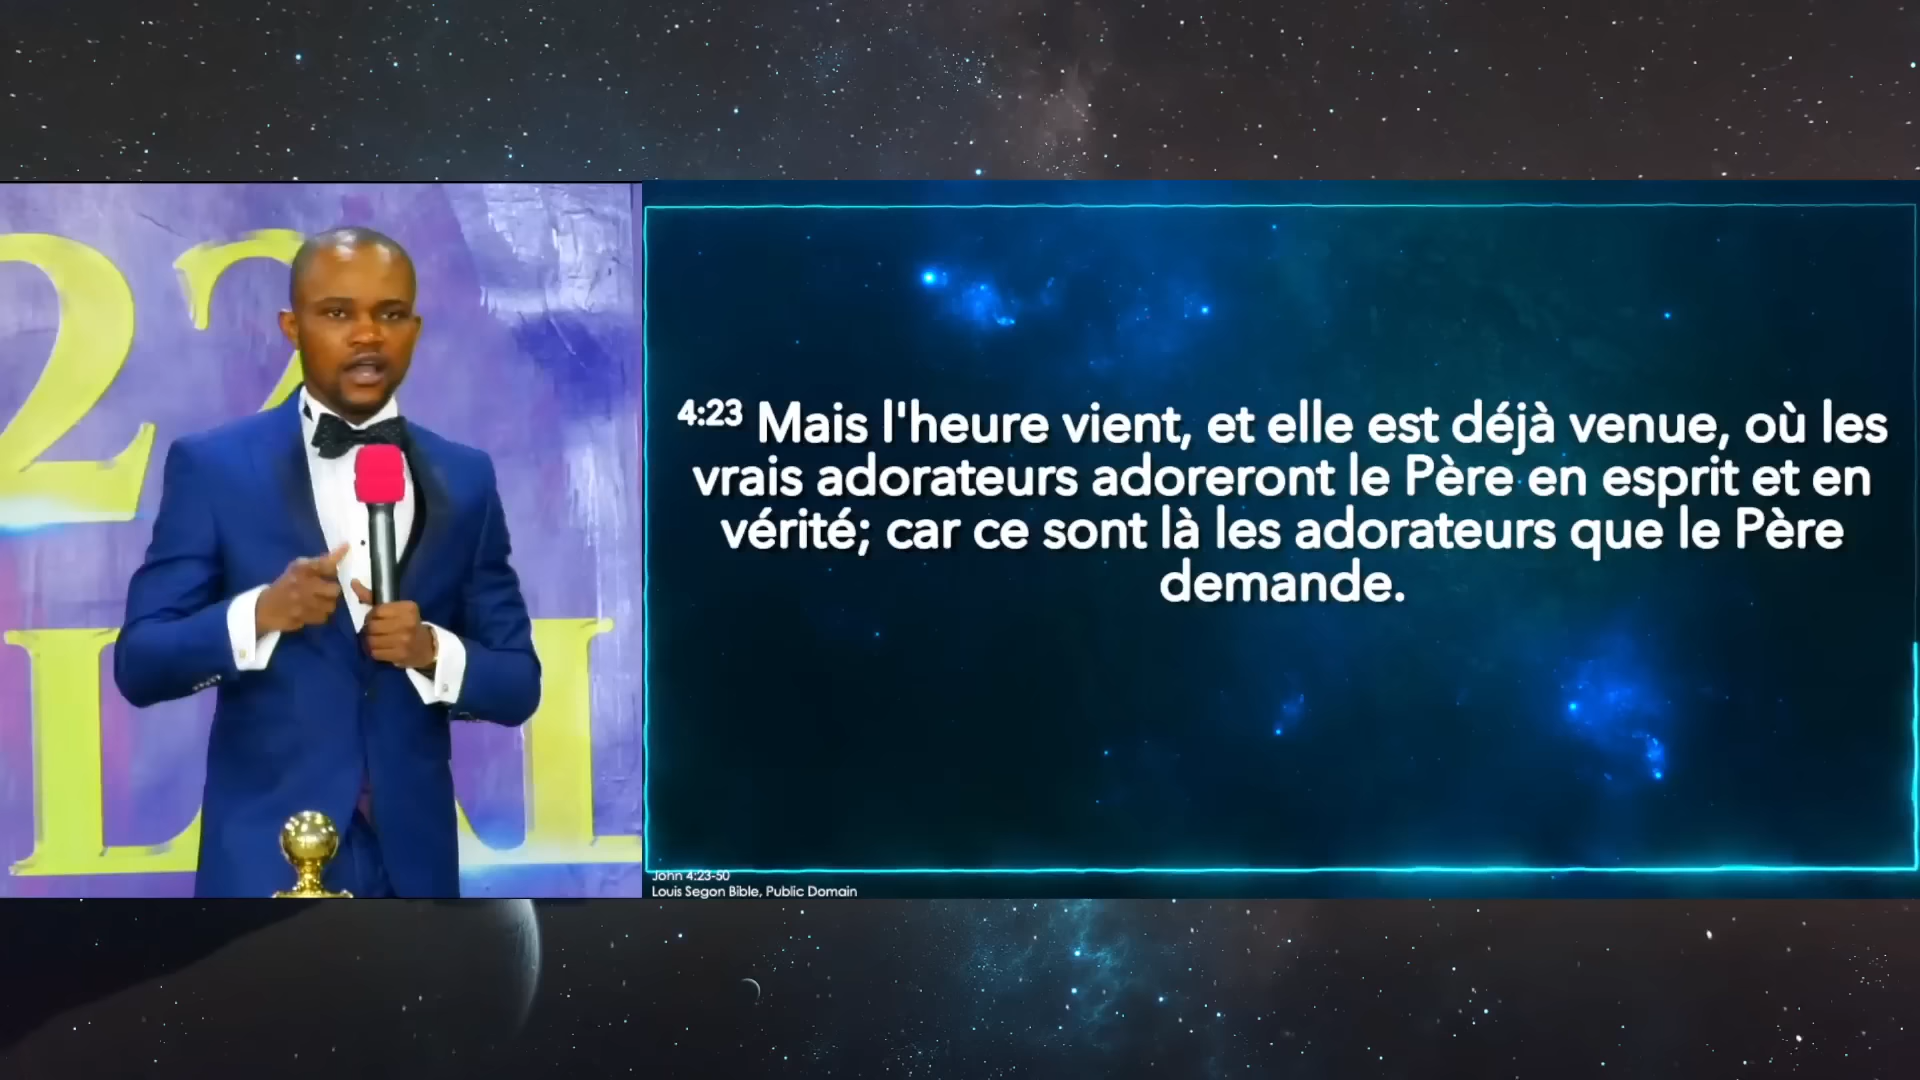 22
4:23 Mais l'heure vient, et elle est déjà venue, où les
vrais adorateurs adoreront le Père en esprit et en
vérité; car ce sont là les adorateurs que le Père
demande.
John 4:23-50
Louis Segon Bible, Public Domain